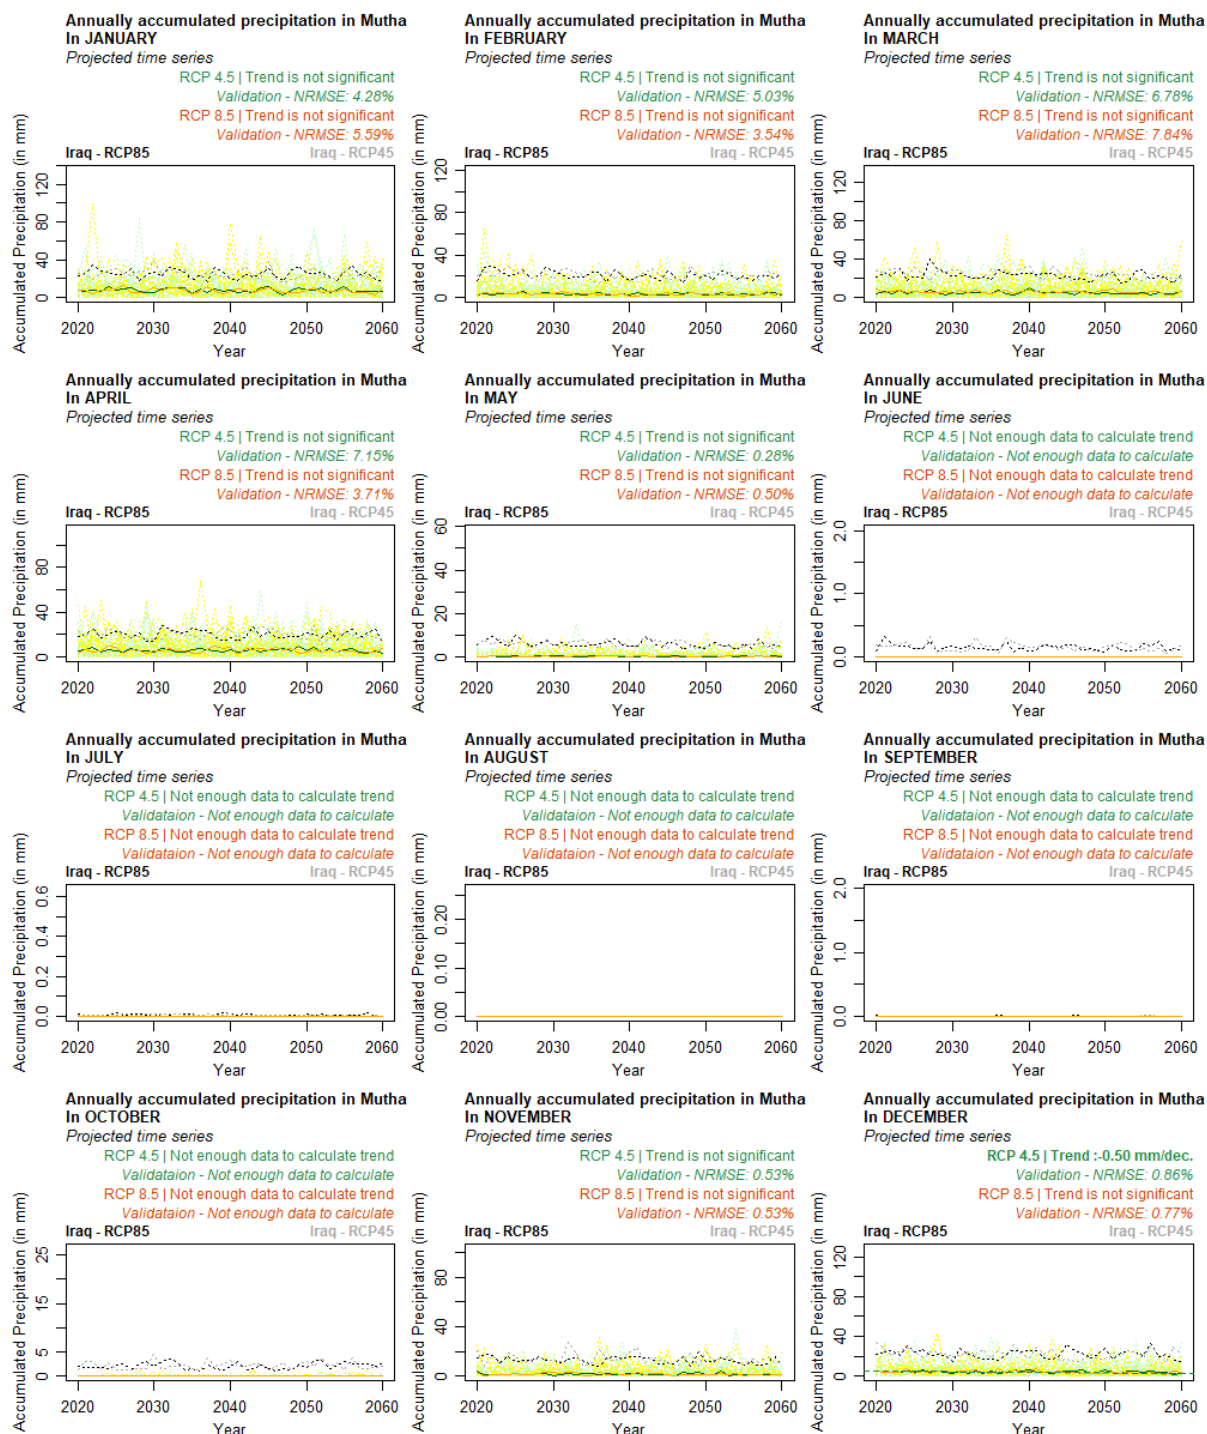 Annually accumulated precipitation in Mutha
In JANUARY
Projected time series
RCP 4.5 | Trend is not significant
Validation - NRMSE: 4.28%
RCP 8.5 | Trend is not significant
Validation - NRMSE: 5.59%
Iraq - RCP85
Iraq - RCP45
Accumulated Precipitation (in mm)
120
80
40
0
2020 2030 2040 2050 2060
Year
Annually accumulated precipitation in Mutha
In FEBRUARY
Projected time series
RCP 4.5 | Trend is not significant
Validation - NRMSE: 5.03%
RCP 8.5 | Trend is not significant
Validation - NRMSE: 3.54%
Iraq - RCP85
Iraq - RCP45
Accumulated Precipitation (in mm)
120
80
40
0
2020 2030 2040 2050 2060
Year
Annually accumulated precipitation in Mutha
In MARCH
Projected time series
RCP 4.5 | Trend is not significant
Validation - NRMSE: 6.78%
RCP 8.5 | Trend is not significant
Validation - NRMSE: 7.84%
Iraq - RCP85
Iraq - RCP45
Accumulated Precipitation (in mm)
120
80
40
0
2020 2030 2040 2050 2060
Year
Annually accumulated precipitation in Mutha
In APRIL
Projected time series
RCP 4.5 | Trend is not significant
Validation - NRMSE: 7.15%
RCP 8.5 | Trend is not significant
Validation - NRMSE: 3.71%
Iraq - RCP85
Iraq - RCP45
Accumulated Precipitation (in mm)
80
40
0
2020 2030 2040 2050 2060
Year
Annually accumulated precipitation in Mutha
In MAY
Projected time series
RCP 4.5 | Trend is not significant
Validation - NRMSE: 0.28%
RCP 8.5 | Trend is not significant
Validation - NRMSE: 0.50%
Iraq - RCP85
Iraq - RCP45
Accumulated Precipitation (in mm)
60
40
20
0
2020 2030 2040 2050 2060
Year
Annually accumulated precipitation in Mutha
In JUNE
Projected time series
RCP 4.5 | Not enough data to calculate trend
Validataion - Not enough data to calculate
RCP 8.5 | Not enough data to calculate trend
Validataion - Not enough data to calculate
Iraq - RCP85
Iraq - RCP45
Accumulated Precipitation (in mm)
2.0
1.0
0.0
2020 2030 2040 2050 2060
Year
Annually accumulated precipitation in Mutha
In JULY
Projected time series
RCP 4.5 | Not enough data to calculate trend
Validataion - Not enough data to calculate
RCP 8.5 | Not enough data to calculate trend
Validataion - Not enough data to calculate
Iraq - RCP85
Iraq - RCP45
Accumulated Precipitation (in mm)
0.6
0.4
0.2
0.0
2020 2030 2040 2050 2060
Year
Annually accumulated precipitation in Mutha
In AUGUST
Projected time series
RCP 4.5 | Not enough data to calculate trend
Validataion - Not enough data to calculate
RCP 8.5 | Not enough data to calculate trend
Validataion - Not enough data to calculate
Iraq - RCP85
Iraq - RCP45
Accumulated Precipitation (in mm)
0.20
0.10
0.00
2020 2030 2040 2050 2060
Year
Annually accumulated precipitation in Mutha
In SEPTEMBER
Projected time series
RCP 4.5 | Not enough data to calculate trend
Validataion - Not enough data to calculate
RCP 8.5 | Not enough data to calculate trend
Validataion - Not enough data to calculate
Iraq - RCP85
Iraq - RCP45
Accumulated Precipitation (in mm)
2.0
1.0
0.0
2020 2030 2040 2050 2060
Year
Annually accumulated precipitation in Mutha
In OCTOBER
Projected time series
RCP 4.5 | Not enough data to calculate trend
Validataion - Not enough data to calculate
RCP 8.5 | Not enough data to calculate trend
Validataion - Not enough data to calculate
Iraq - RCP85
Iraq - RCP45
Accumulated Precipitation (in mm)
25
15
5
0
2020 2030 2040 2050 2060
Year
Annually accumulated precipitation in Mutha
In NOVEMBER
Projected time series
RCP 4.5 | Trend is not significant
Validation - NRMSE: 0.53%
RCP 8.5 | Trend is not significant
Validation - NRMSE: 0.53%
Iraq - RCP85
Iraq - RCP45
Accumulated Precipitation (in mm)
80
40
0
2020 2030 2040 2050 2060
Year
Annually accumulated precipitation in Mutha
In DECEMBER
Projected time series
RCP 4.5 | Trend :-0.50 mm/dec.
Validation - NRMSE: 0.86%
RCP 8.5 | Trend is not significant
Validation - NRMSE: 0.77%
Iraq - RCP85
Iraq - RCP45
Accumulated Precipitation (in mm)
120
80
40
0
2020 2030 2040 2050 2060
Year